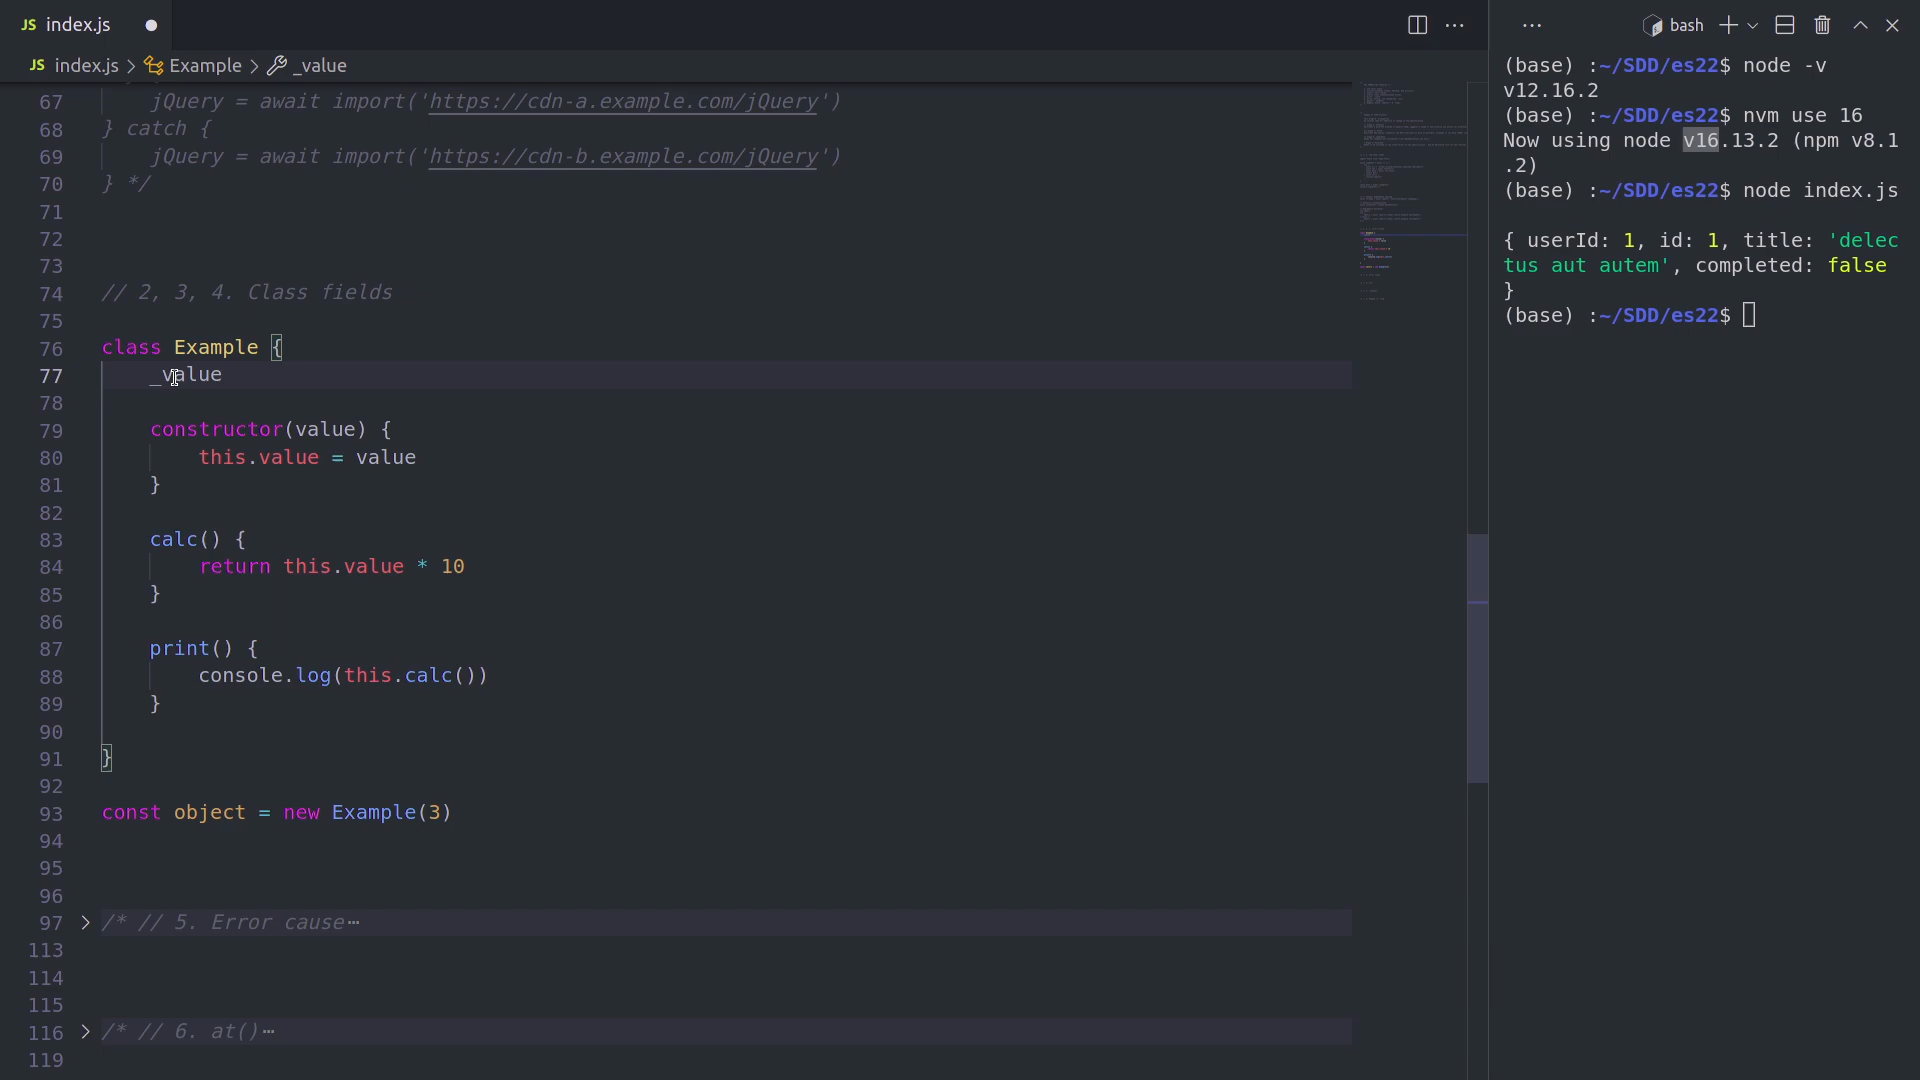 JS index.js
JS index.js > Example > _value
67 jQuery = await import('https://cdn-a.example.com/jQuery')
68 } catch {
69 jQuery = await import('https://cdn-b.example.com/jQuery')
70 } */
71
72
73
74 // 2, 3, 4. Class fields
75
76 class Example {
77 _value
78
79 constructor(value) {
80 this.value = value
81 }
82
83 calc() {
84 return this.value * 10
85 }
86
87 print() {
88 console.log(this.calc())
89 }
90
91 }
92
93 const object = new Example(3)
94
95
96
97 > /* // 5. Error cause⋯
113
114
115
116 > /* // 6. at()⋯
119
bash
(base) :~/SDD/es22$ node -v
v12.16.2
(base) :~/SDD/es22$ nvm use 16
Now using node v16.13.2 (npm v8.1
.2)
(base) :~/SDD/es22$ node index.js
{ userId: 1, id: 1, title: 'delec
tus aut autem', completed: false
}
(base) :~/SDD/es22$